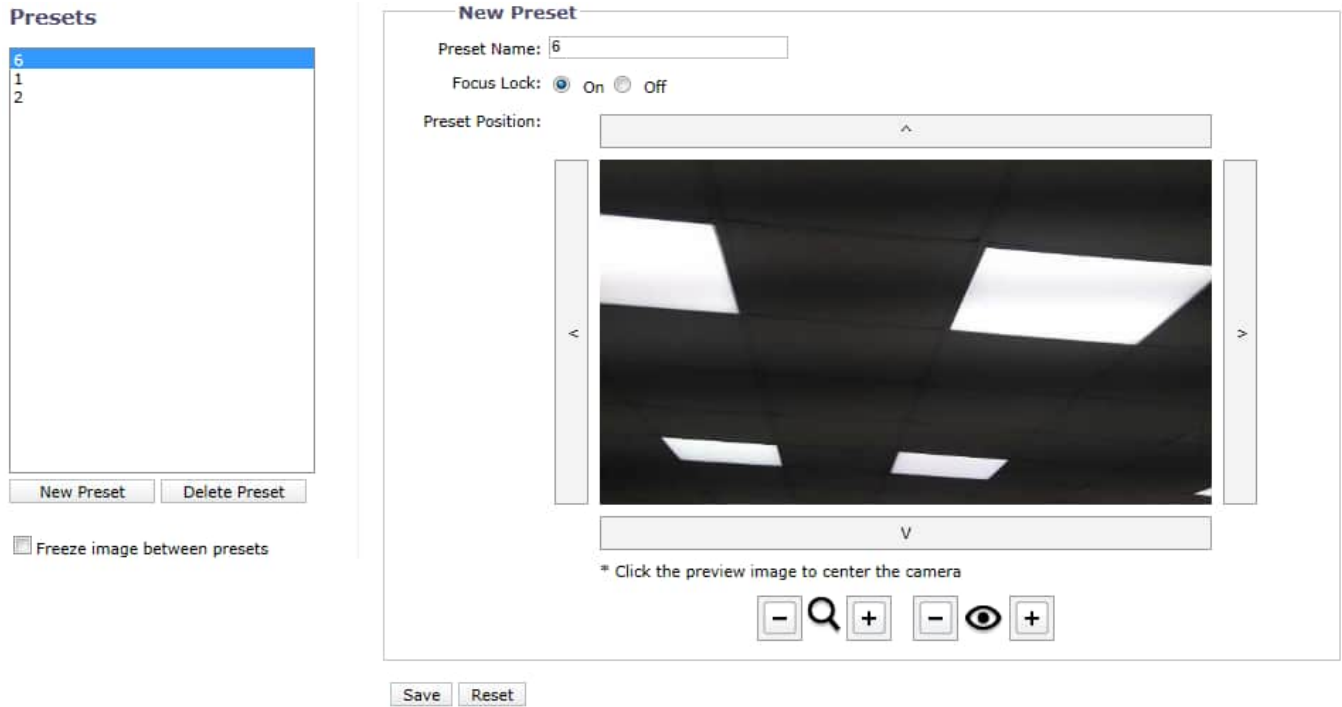 Presets
6
1
2
New Preset Delete Preset
Freeze image between presets
New Preset
Preset Name: 6
Focus Lock: On Off
Preset Position:
^
<
>
V
* Click the preview image to center the camera
- + - +
Save Reset